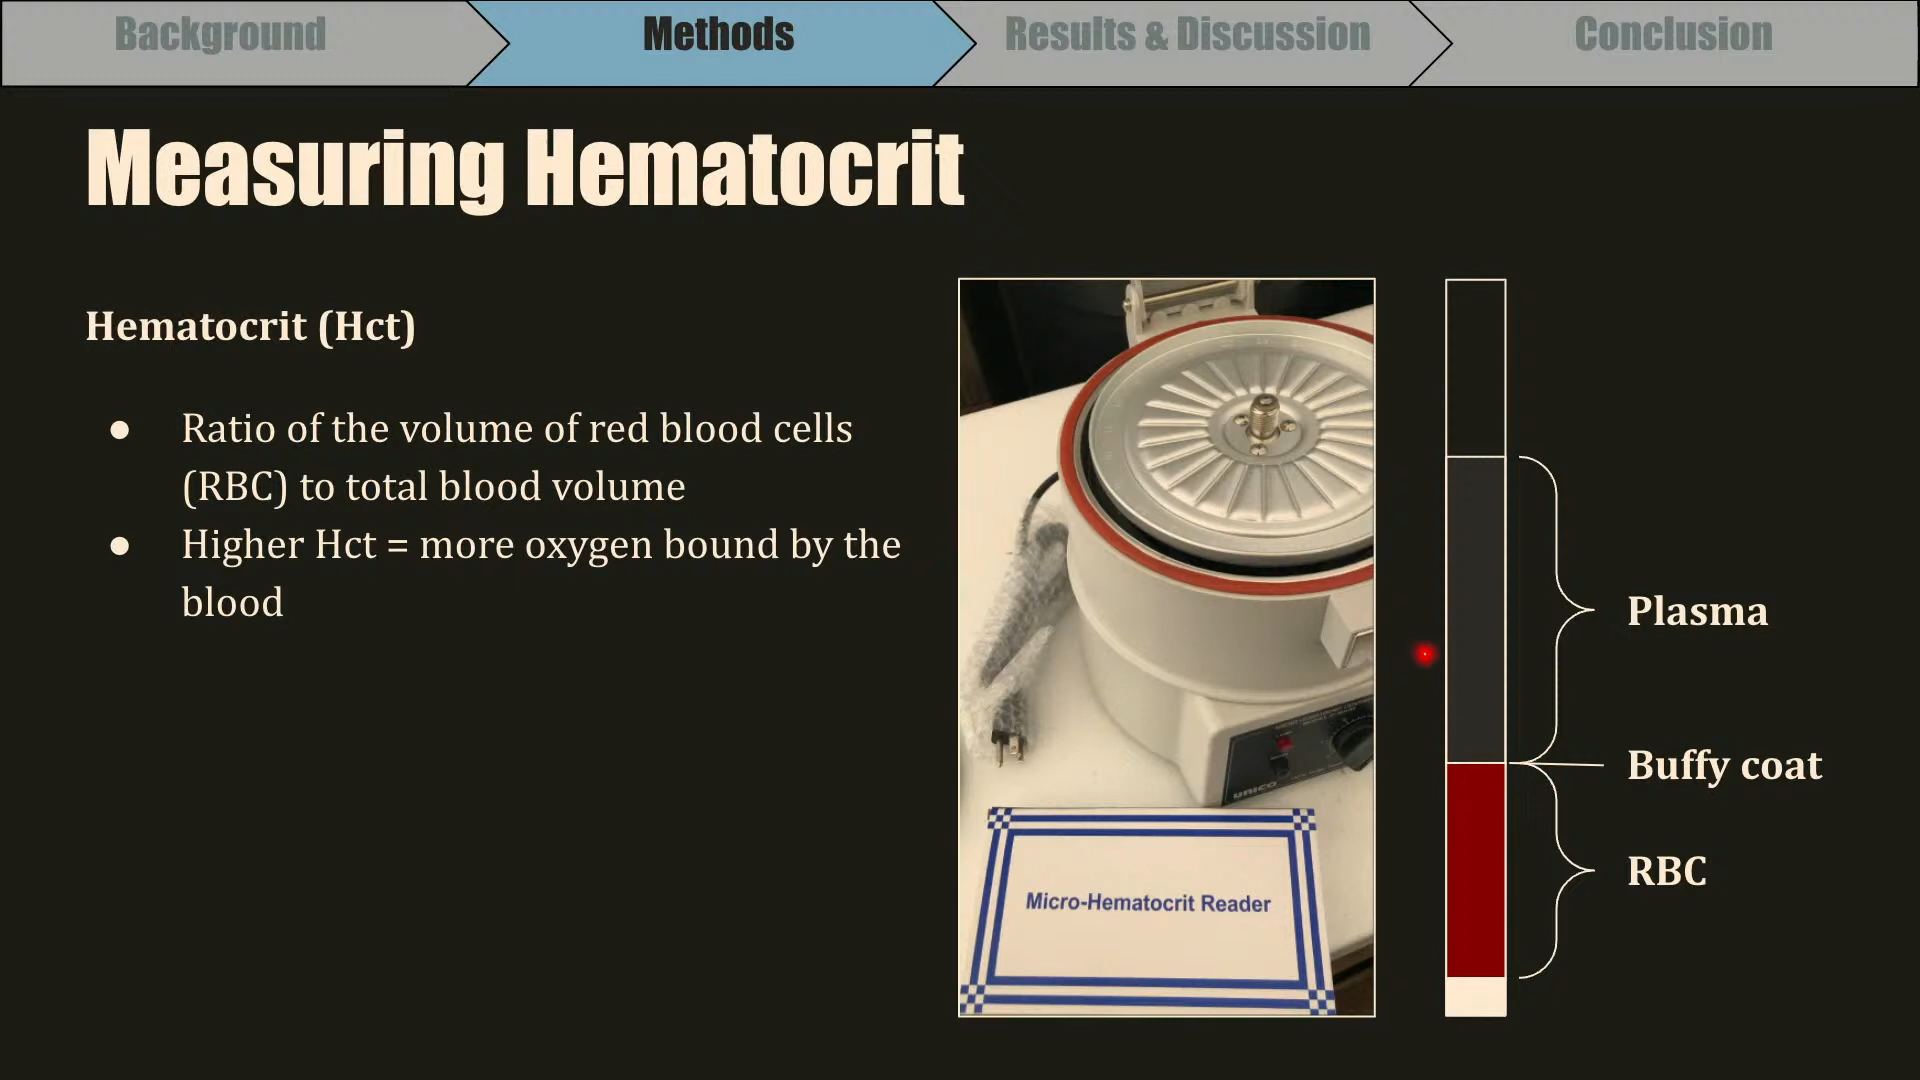 Background
Methods
Results & Discussion
Conclusion
Measuring Hematocrit
Hematocrit (Hct)
● Ratio of the volume of red blood cells
(RBC) to total blood volume
● Higher Hct = more oxygen bound by the
blood
UNICO
Micro-Hematocrit Reader
Plasma
Buffy coat
RBC